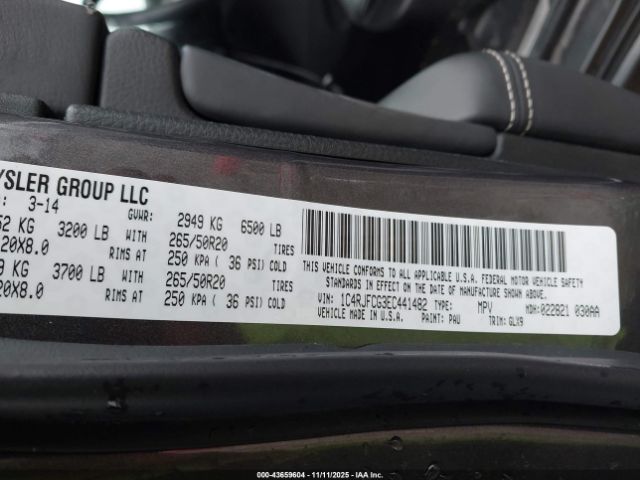 YSLER GROUP LLC
: 3-14 GVWR: 2949 KG 6500 LB
52 KG 3200 LB WITH 265/50R20 TIRES
20X8.0 RIMS AT 250 KPA ( 36 PSI) COLD
9 KG 3700 LB WITH 265/50R20 TIRES
20X8.0 RIMS AT 250 KPA ( 36 PSI) COLD
THIS VEHICLE CONFORMS TO ALL APPLICABLE U.S.A. FEDERAL MOTOR VEHICLE SAFETY
STANDARDS IN EFFECT ON THE DATE OF MANUFACTURE SHOWN ABOVE.
VIN: 1C4RJFCG3EC441482 TYPE: MPV MDH: 022821 030AA
VEHICLE MADE IN U.S.A. PAINT: PAU TRIM: GLX9
000-43659604 - 11/11/2025 - IAA Inc.